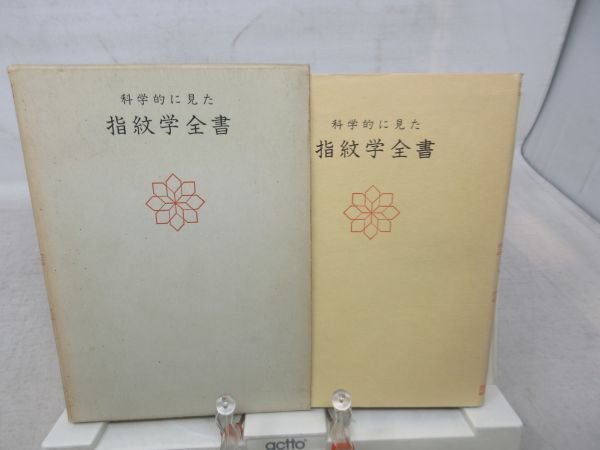 科学的に見た
指紋学全書
科学的に見た
指紋学全書
actto